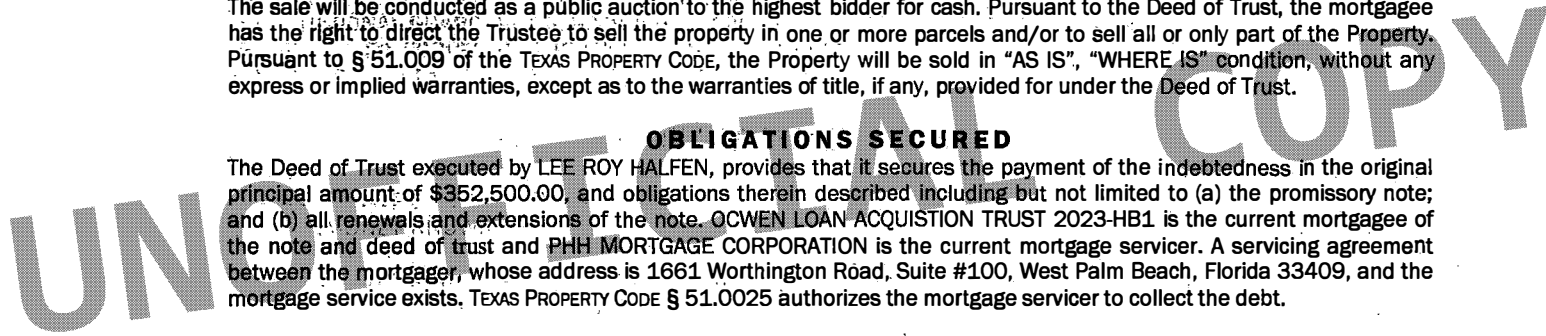 The sale will be conducted as a public auction to the highest bidder for cash. Pursuant to the Deed of Trust, the mortgagee
has the right to direct the Trustee to sell the property in one or more parcels and/or to sell all or only part of the Property.
Pursuant to § 51.009 of the TEXAS PROPERTY CODE, the Property will be sold in "AS IS", "WHERE IS" condition, without any
express or implied warranties, except as to the warranties of title, if any, provided for under the Deed of Trust.
OBLIGATIONS SECURED
The Deed of Trust executed by LEE ROY HALFEN, provides that it secures the payment of the indebtedness in the original
principal amount of $352,500.00, and obligations therein described including but not limited to (a) the promissory note;
and (b) all renewals and extensions of the note. OCWEN LOAN ACQUISTION TRUST 2023-HB1 is the current mortgagee of
the note and deed of trust and PHH MORTGAGE CORPORATION is the current mortgage servicer. A servicing agreement
between the mortgager, whose address is 1661 Worthington Road, Suite #100, West Palm Beach, Florida 33409, and the
mortgage service exists. TEXAS PROPERTY CODE § 51.0025 authorizes the mortgage servicer to collect the debt.
UNOFFICIAL COPY